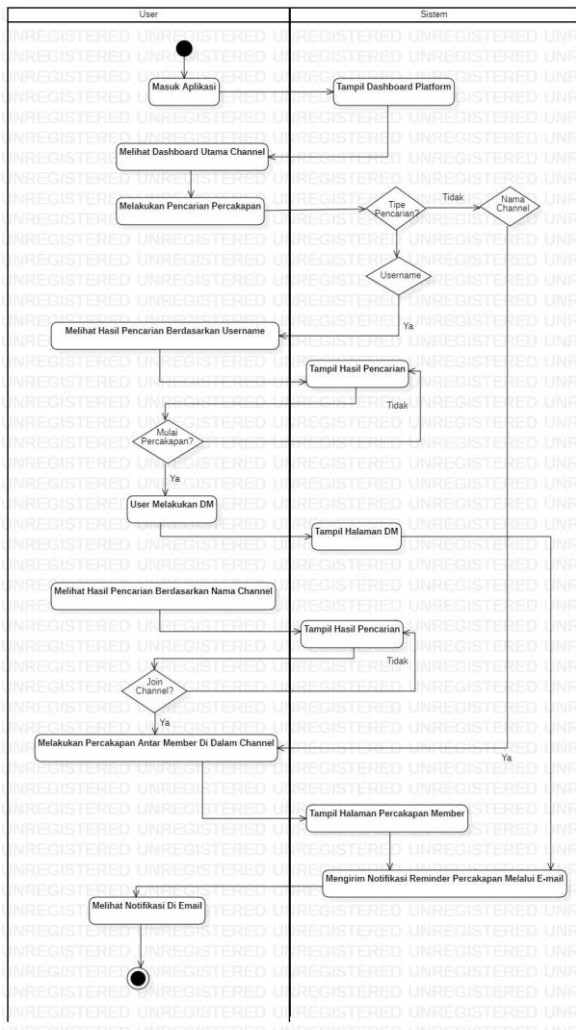 User
Sistem
Masuk Aplikasi
Tampil Dashboard Platform
Melihat Dashboard Utama Channel
Melakukan Pencarian Percakapan
Tipe
Pencarian?
Tidak
Nama
Channel
Username
Ya
Melihat Hasil Pencarian Berdasarkan Username
Tampil Hasil Pencarian
Tidak
Mulai
Percakapan?
Ya
User Melakukan DM
Tampil Halaman DM
Melihat Hasil Pencarian Berdasarkan Nama Channel
Tampil Hasil Pencarian
Tidak
Join
Channel?
Ya
Melakukan Percakapan Antar Member Di Dalam Channel
Ya
Tampil Halaman Percakapan Member
Mengirim Notifikasi Reminder Percakapan Melalui E-mail
Melihat Notifikasi Di Email